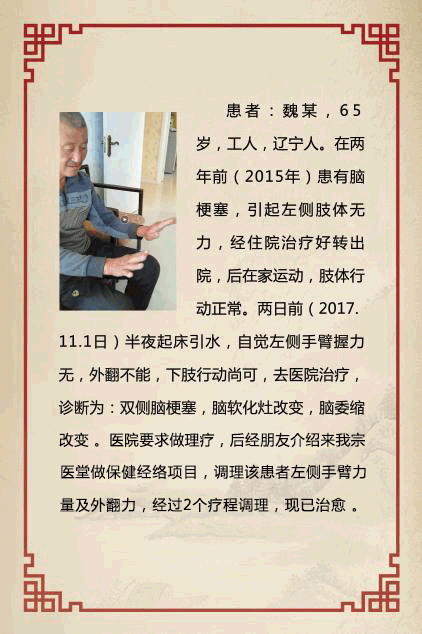 患者：魏某，65
岁，工人，辽宁人。在两
年前（2015年）患有脑
梗塞，引起左侧肢体无
力，经住院治疗好转出
院，后在家运动，肢体行
动正常。两日前（2017.
11.1日）半夜起床引水，自觉左侧手臂握力
无，外翻不能，下肢行动尚可，去医院治疗，
诊断为：双侧脑梗塞，脑软化灶改变，脑委缩
改变 。医院要求做理疗，后经朋友介绍来我宗
医堂做保健经络项目，调理该患者左侧手臂力
量及外翻力，经过2个疗程调理，现已治愈 。